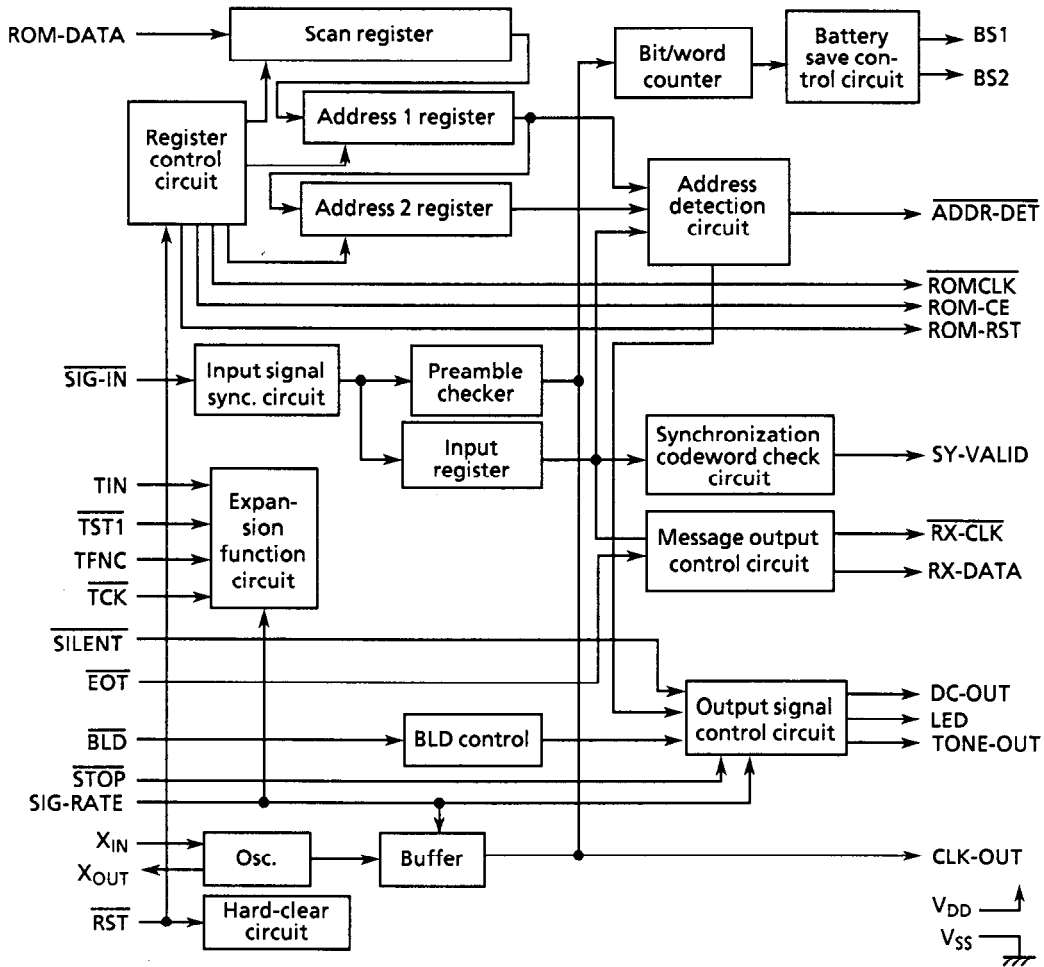 ROM-DATA
Scan register
Bit/word
counter
Battery
save con-
trol circuit
BS1
BS2
Address 1 register
Register
control
circuit
Address 2 register
Address
detection
circuit
ADDR-DET
ROMCLK
ROM-CE
ROM-RST
SIG-IN
Input signal
sync. circuit
Preamble
checker
Input
register
Synchronization
codeword check
circuit
SY-VALID
TIN
TST1
TFNC
TCK
Expan-
sion
function
circuit
Message output
control circuit
RX-CLK
RX-DATA
SILENT
EOT
BLD
BLD control
Output signal
control circuit
DC-OUT
LED
TONE-OUT
STOP
SIG-RATE
XIN
XOUT
Osc.
Buffer
CLK-OUT
RST
Hard-clear
circuit
VDD
VSS